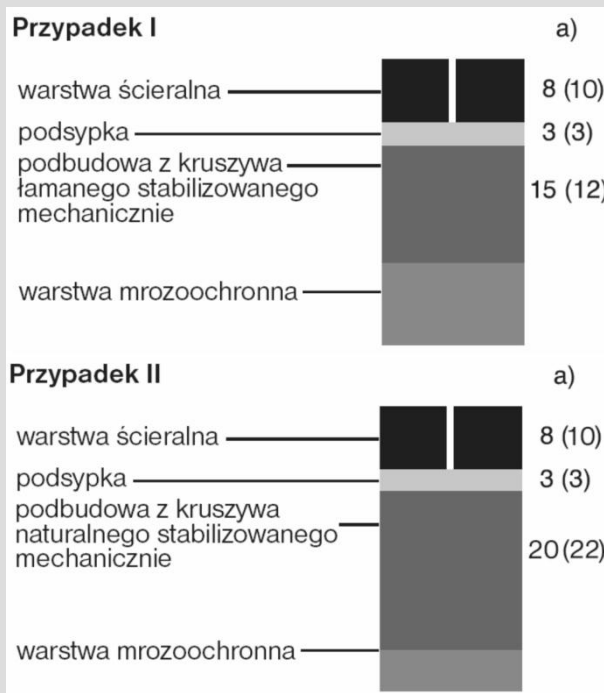 Przypadek I a)
warstwa ścieralna 8 (10)
podsypka 3 (3)
podbudowa z kruszywa
łamanego stabilizowanego 15 (12)
mechanicznie
warstwa mrozoochronna
Przypadek II a)
warstwa ścieralna 8 (10)
podsypka 3 (3)
podbudowa z kruszywa
naturalnego stabilizowanego
mechanicznie 20 (22)
warstwa mrozoochronna